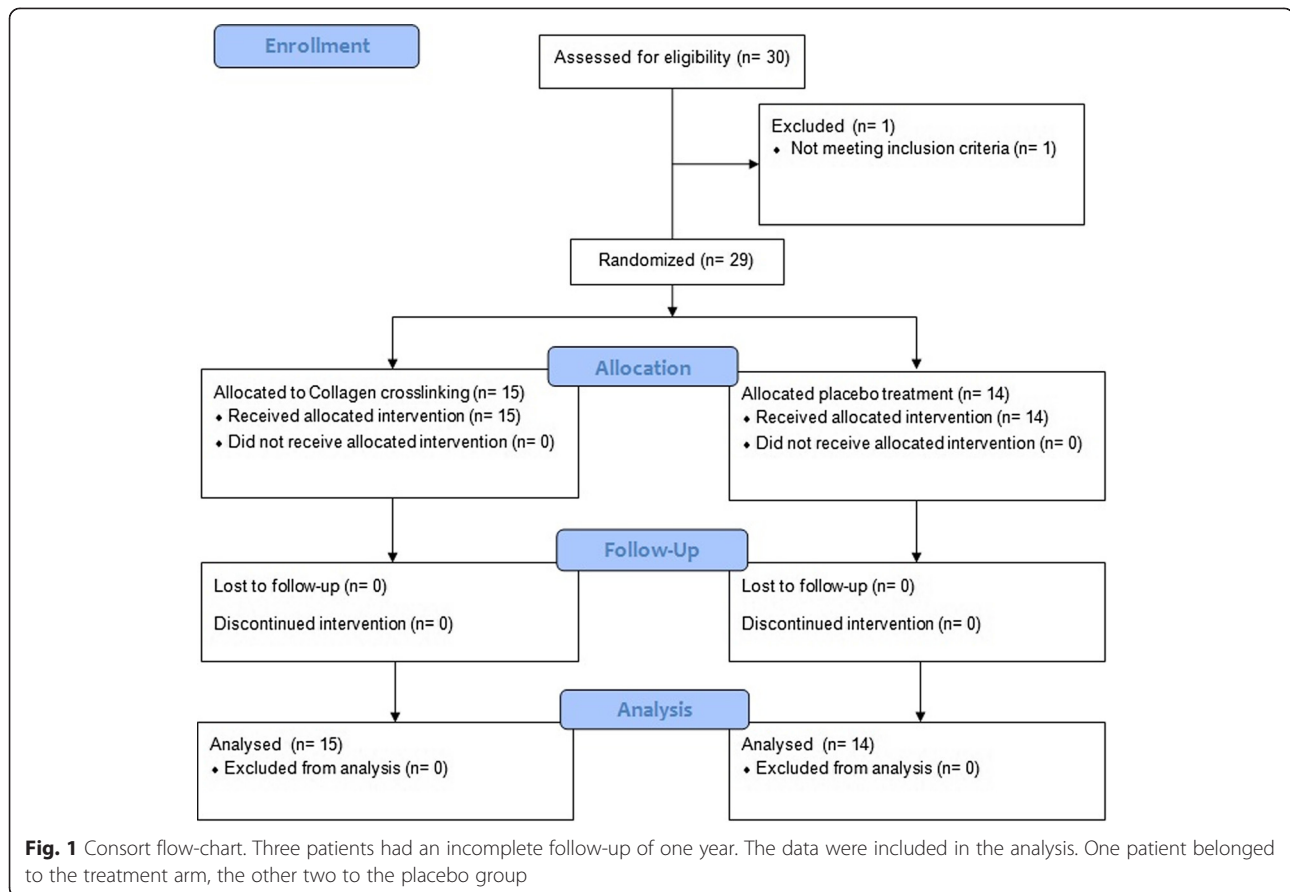 Enrollment
Assessed for eligibility (n= 30)
Excluded (n= 1)
♦ Not meeting inclusion criteria (n= 1)
Randomized (n= 29)
Allocation
Allocated to Collagen crosslinking (n= 15)
♦ Received allocated intervention (n= 15)
♦ Did not receive allocated intervention (n= 0)
Allocated placebo treatment (n= 14)
♦ Received allocated intervention (n= 14)
♦ Did not receive allocated intervention (n= 0)
Follow-Up
Lost to follow-up (n= 0)
Discontinued intervention (n= 0)
Lost to follow-up (n= 0)
Discontinued intervention (n= 0)
Analysis
Analysed (n= 15)
♦ Excluded from analysis (n= 0)
Analysed (n= 14)
♦ Excluded from analysis (n= 0)
Fig. 1 Consort flow-chart. Three patients had an incomplete follow-up of one year. The data were included in the analysis. One patient belonged
to the treatment arm, the other two to the placebo group